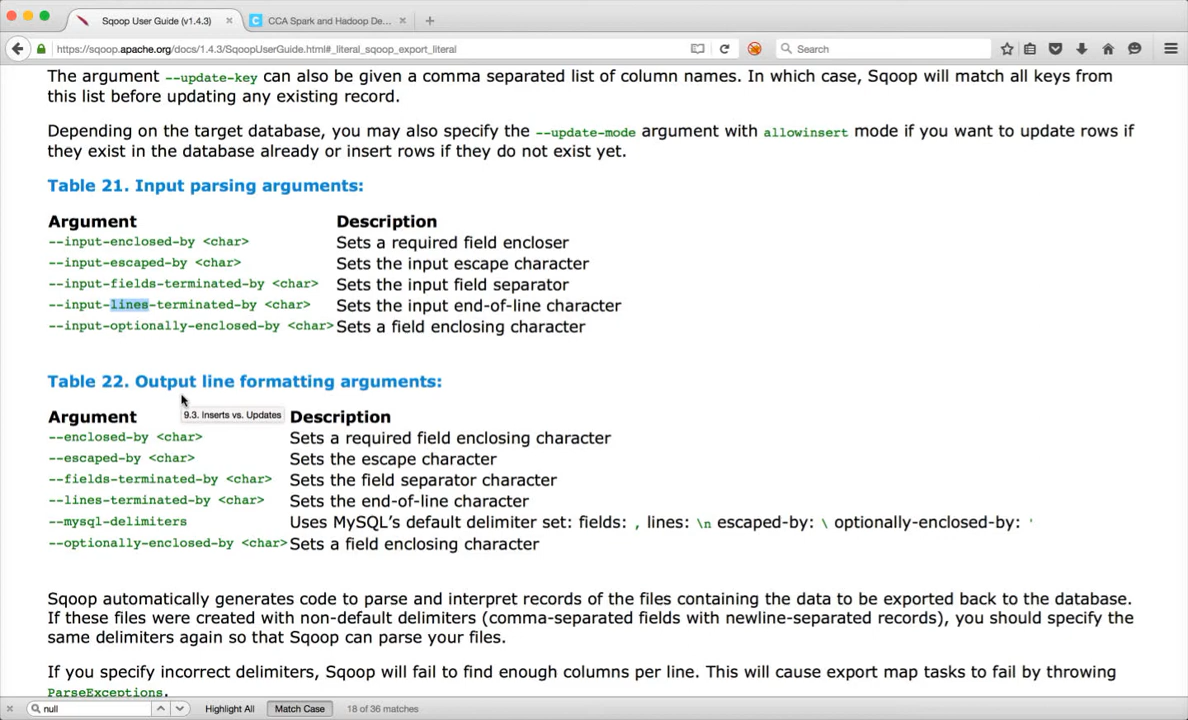 Sqoop User Guide (v1.4.3)
CCA Spark and Hadoop De...
https://sqoop.apache.org/docs/1.4.3/SqoopUserGuide.html#_literal_sqoop_export_literal
Search
The argument --update-key can also be given a comma separated list of column names. In which case, Sqoop will match all keys from
this list before updating any existing record.
Depending on the target database, you may also specify the --update-mode argument with allowinsert mode if you want to update rows if
they exist in the database already or insert rows if they do not exist yet.
Table 21. Input parsing arguments:
Argument Description
--input-enclosed-by <char> Sets a required field encloser
--input-escaped-by <char> Sets the input escape character
--input-fields-terminated-by <char> Sets the input field separator
--input-lines-terminated-by <char> Sets the input end-of-line character
--input-optionally-enclosed-by <char> Sets a field enclosing character
Table 22. Output line formatting arguments:
9.3. Inserts vs. Updates
Argument Description
--enclosed-by <char> Sets a required field enclosing character
--escaped-by <char> Sets the escape character
--fields-terminated-by <char> Sets the field separator character
--lines-terminated-by <char> Sets the end-of-line character
--mysql-delimiters Uses MySQL’s default delimiter set: fields: , lines: \n escaped-by: \ optionally-enclosed-by: '
--optionally-enclosed-by <char> Sets a field enclosing character
Sqoop automatically generates code to parse and interpret records of the files containing the data to be exported back to the database.
If these files were created with non-default delimiters (comma-separated fields with newline-separated records), you should specify the
same delimiters again so that Sqoop can parse your files.
If you specify incorrect delimiters, Sqoop will fail to find enough columns per line. This will cause export map tasks to fail by throwing
ParseExceptions.
null Highlight All Match Case 18 of 36 matches